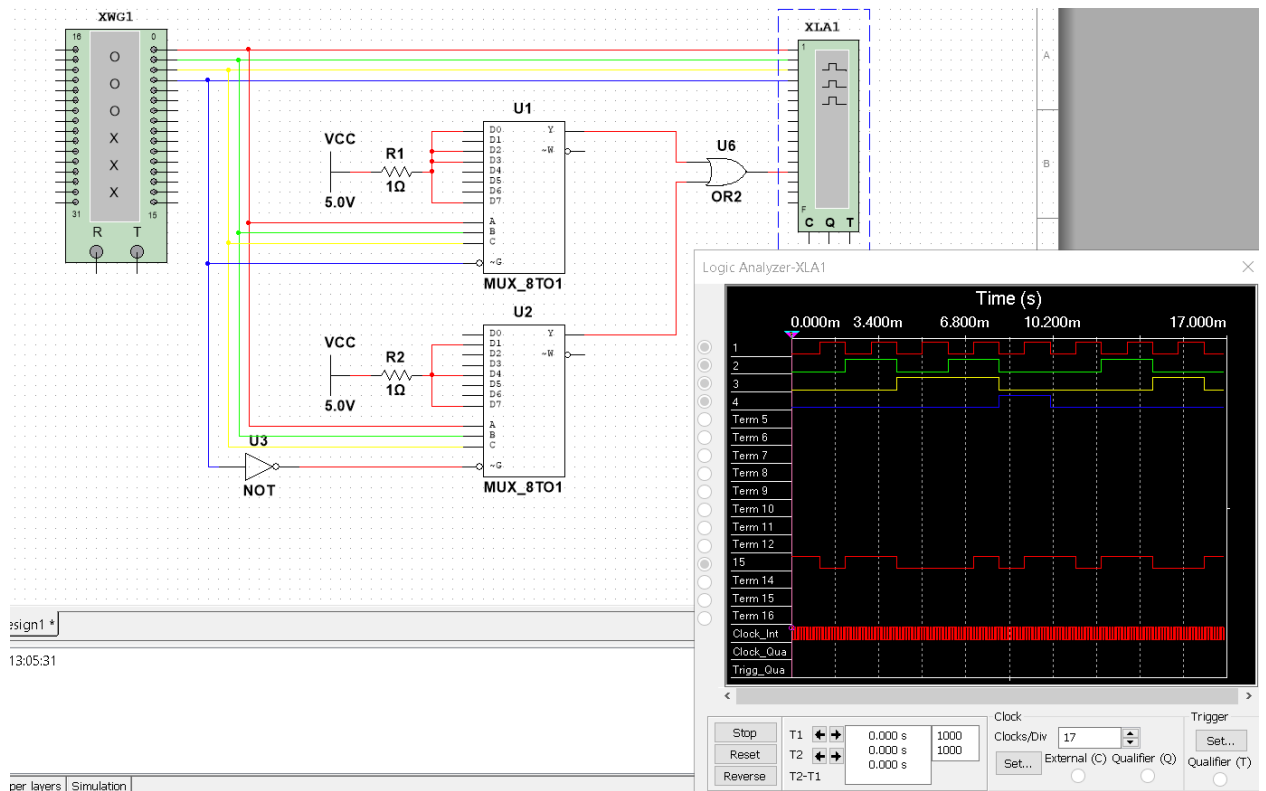 XWG1
16 0
O
O
O
X
X
X
31 15
R T
XLA1
1
F
C Q T
A
B
VCC
5.0V
R1
1Ω
U1
D0
D1
D2
D3
D4
D5
D6
D7
A
B
C
~G
Y
~W
MUX_8TO1
U6
OR2
VCC
5.0V
R2
1Ω
U2
D0
D1
D2
D3
D4
D5
D6
D7
A
B
C
~G
Y
~W
MUX_8TO1
U3
NOT
Logic Analyzer-XLA1
Time (s)
0.000m 3.400m 6.800m 10.200m 17.000m
1
2
3
4
Term 5
Term 6
Term 7
Term 8
Term 9
Term 10
Term 11
Term 12
15
Term 14
Term 15
Term 16
Clock_Int
Clock_Qua
Trigg_Qua
Stop
Reset
Reverse
T1
T2
T2-T1
0.000 s
0.000 s
0.000 s
1000
1000
Clock
Clocks/Div 17
Set...
External (C) Qualifier (Q)
Trigger
Set...
Qualifier (T)
esign1 *
13:05:31
per layers Simulation